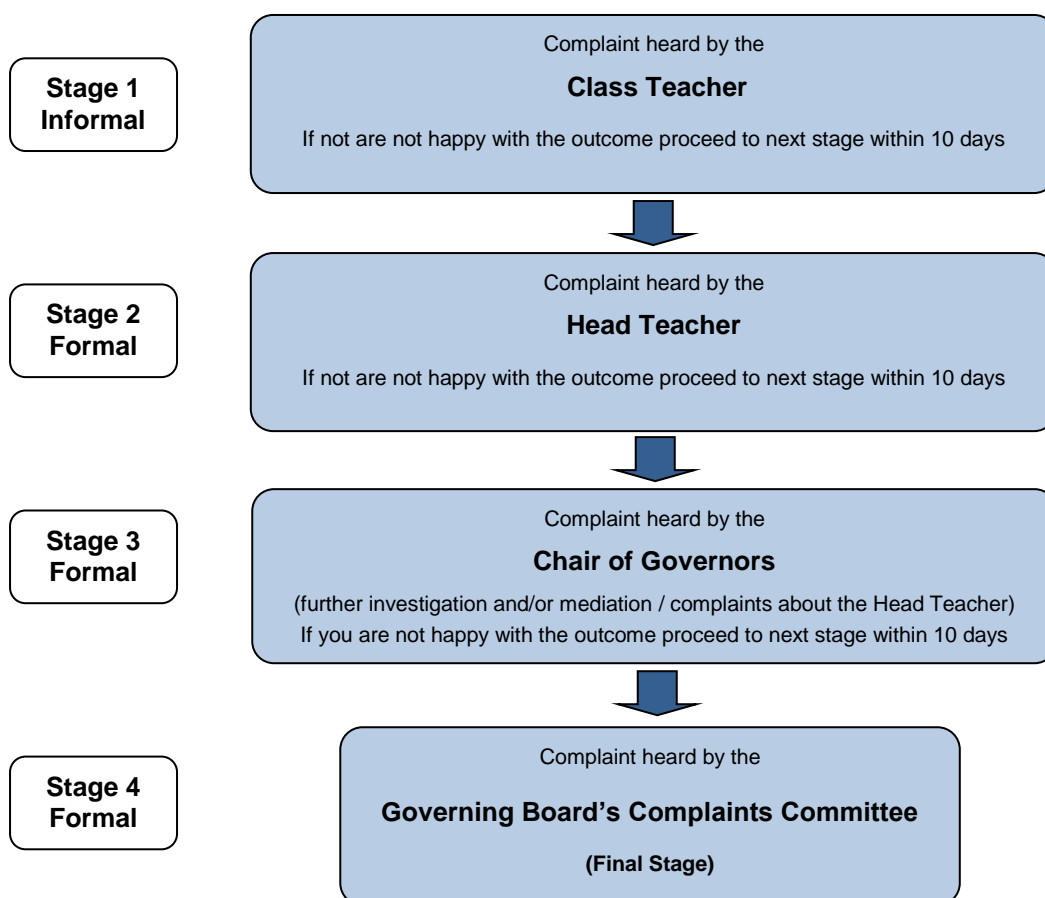 Stage 1
Informal
Complaint heard by the
Class Teacher
If not are not happy with the outcome proceed to next stage within 10 days
Stage 2
Formal
Complaint heard by the
Head Teacher
If not are not happy with the outcome proceed to next stage within 10 days
Stage 3
Formal
Complaint heard by the
Chair of Governors
(further investigation and/or mediation / complaints about the Head Teacher)
If you are not happy with the outcome proceed to next stage within 10 days
Stage 4
Formal
Complaint heard by the
Governing Board’s Complaints Committee
(Final Stage)